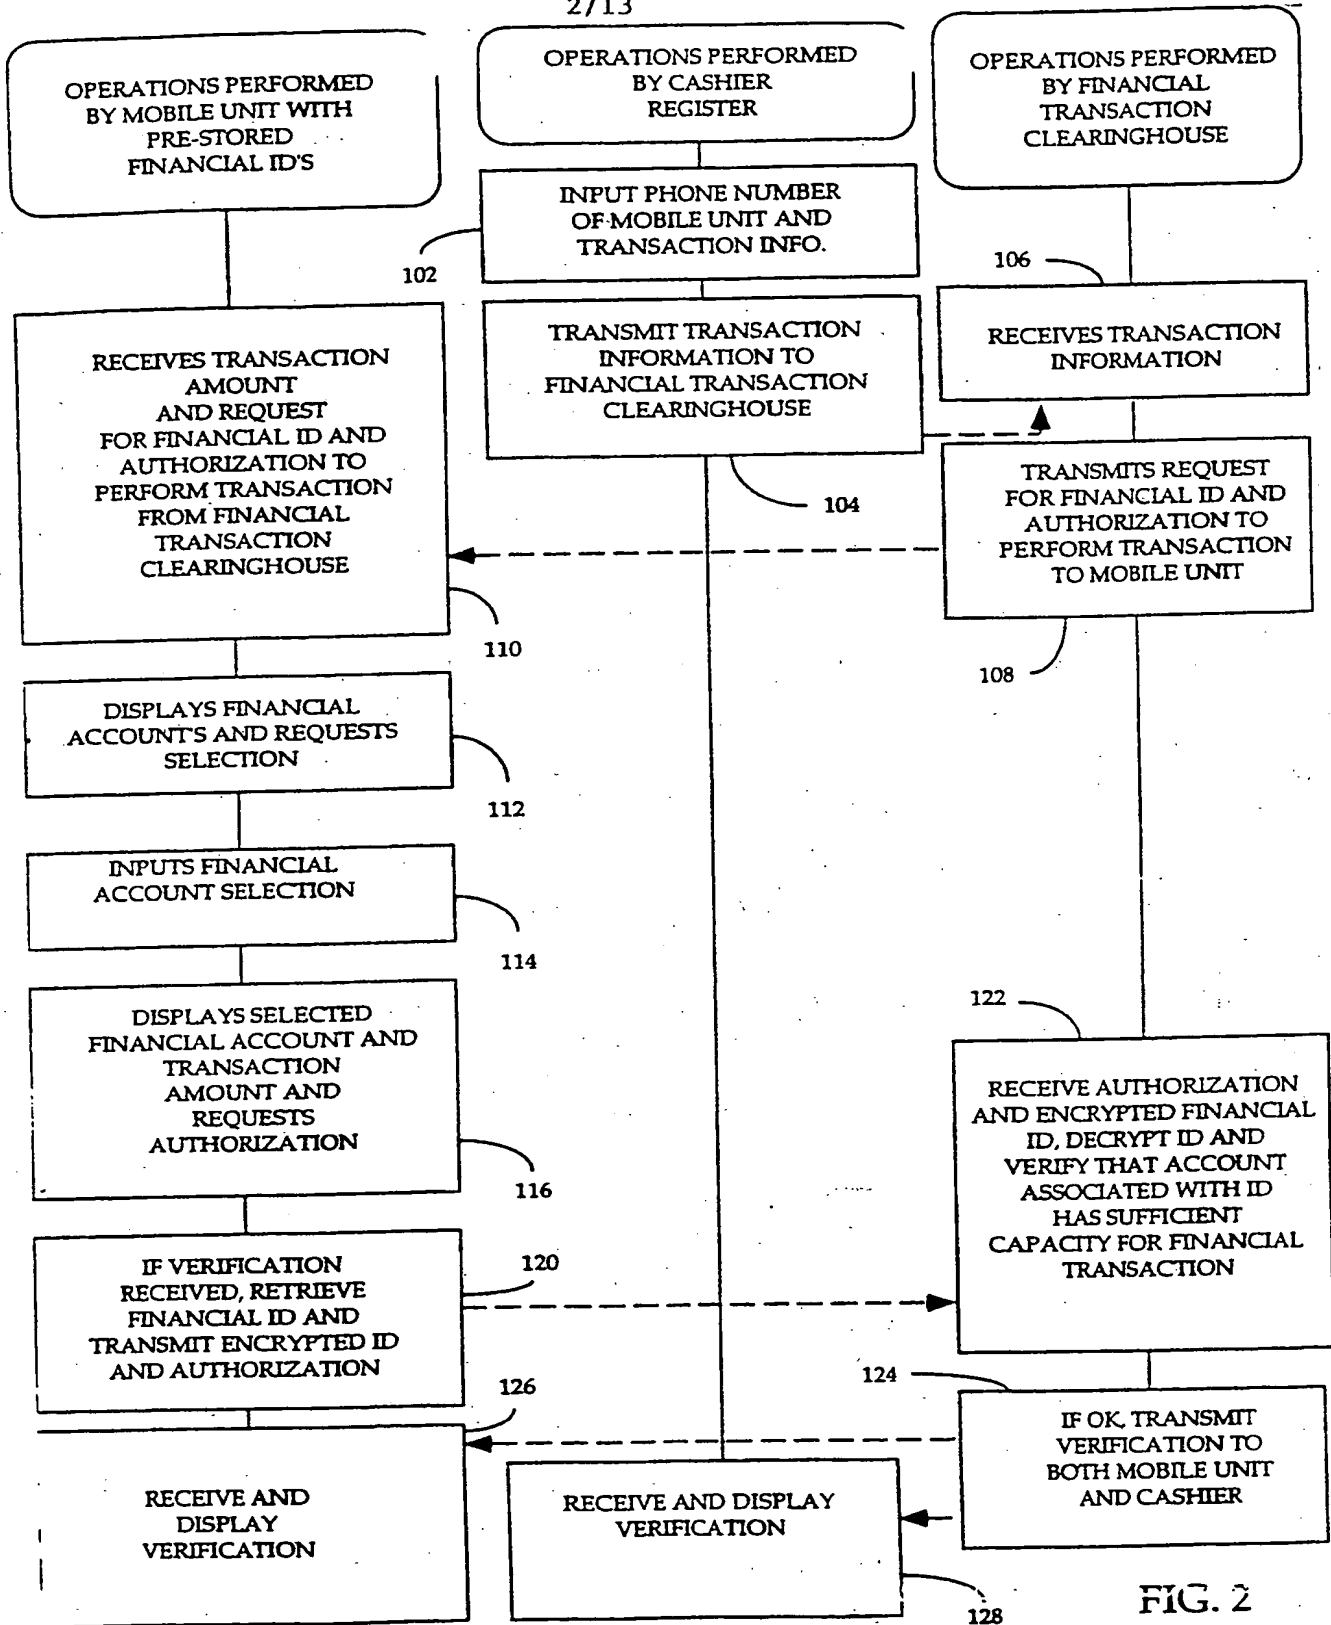 2/13
OPERATIONS PERFORMED
BY MOBILE UNIT WITH
PRE-STORED
FINANCIAL ID'S
OPERATIONS PERFORMED
BY CASHIER
REGISTER
OPERATIONS PERFORMED
BY FINANCIAL
TRANSACTION
CLEARINGHOUSE
INPUT PHONE NUMBER
OF MOBILE UNIT AND
TRANSACTION INFO.
102
TRANSMIT TRANSACTION
INFORMATION TO
FINANCIAL TRANSACTION
CLEARINGHOUSE
104
106
RECEIVES TRANSACTION
INFORMATION
TRANSMITS REQUEST
FOR FINANCIAL ID AND
AUTHORIZATION TO
PERFORM TRANSACTION
TO MOBILE UNIT
108
RECEIVES TRANSACTION
AMOUNT
AND REQUEST
FOR FINANCIAL ID AND
AUTHORIZATION TO
PERFORM TRANSACTION
FROM FINANCIAL
TRANSACTION
CLEARINGHOUSE
110
DISPLAYS FINANCIAL
ACCOUNT'S AND REQUESTS
SELECTION
112
INPUTS FINANCIAL
ACCOUNT SELECTION
114
DISPLAYS SELECTED
FINANCIAL ACCOUNT AND
TRANSACTION
AMOUNT AND
REQUESTS
AUTHORIZATION
116
IF VERIFICATION
RECEIVED, RETRIEVE
FINANCIAL ID AND
TRANSMIT ENCRYPTED ID
AND AUTHORIZATION
120
122
RECEIVE AUTHORIZATION
AND ENCRYPTED FINANCIAL
ID, DECRYPT ID AND
VERIFY THAT ACCOUNT
ASSOCIATED WITH ID
HAS SUFFICIENT
CAPACITY FOR FINANCIAL
TRANSACTION
124
IF OK, TRANSMIT
VERIFICATION TO
BOTH MOBILE UNIT
AND CASHIER
126
RECEIVE AND
DISPLAY
VERIFICATION
RECEIVE AND DISPLAY
VERIFICATION
128
FIG. 2